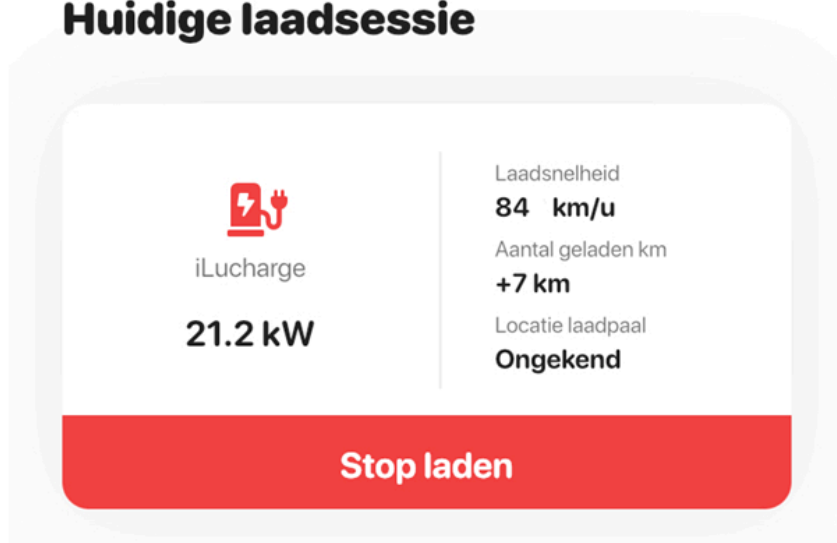 Huidige laadsessie
iLucharge
21.2 kW
Laadsnelheid
84 km/u
Aantal geladen km
+7 km
Locatie laadpaal
Ongekend
Stop laden